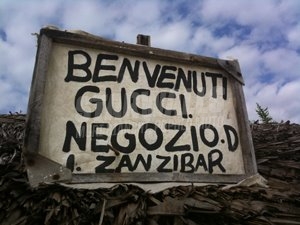 BENVENUTI
GUCCI.
NEGOZIO.D
I. ZANZIBAR